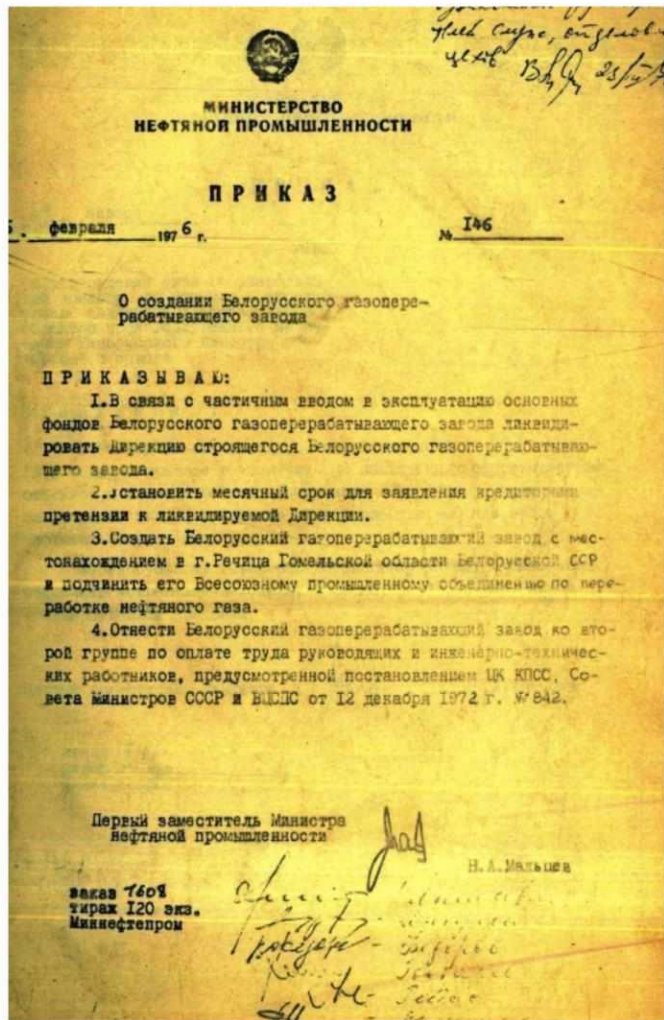 служб, отделов и
цехов
МИНИСТЕРСТВО
НЕФТЯНОЙ ПРОМЫШЛЕННОСТИ
ПРИКАЗ
. февраля 1976 г. № 146
О создании Белорусского газопере-
рабатывающего завода
ПРИКАЗЫВАЮ:
1.В связи с частичным вводом в эксплуатацию основных
фондов Белорусского газоперерабатывающего завода ликвиди-
ровать Дирекцию строящегося Белорусского газоперерабатываю-
щего завода.
2.Установить месячный срок для заявления кредиторами
претензии к ликвидируемой Дирекции.
3.Создать Белорусский газоперерабатывающий завод с мес-
тонахождением в г.Речица Гомельской области Белорусской ССР
и подчинить его Всесоюзному промышленному объединению по пере-
работке нефтяного газа.
4.Отнести Белорусский газоперерабатывающий завод ко вто-
рой группе по оплате труда руководящих и инженерно-техничес-
ких работников, предусмотренной постановлением ЦК КПСС, Со-
вета Министров СССР и ВЦСПС от 12 декабря 1972 г. № 842.
Первый заместитель Министра
нефтяной промышленности
Н.А.Мальцев
заказ 1608
тираж 120 экз.
Миннефтепром